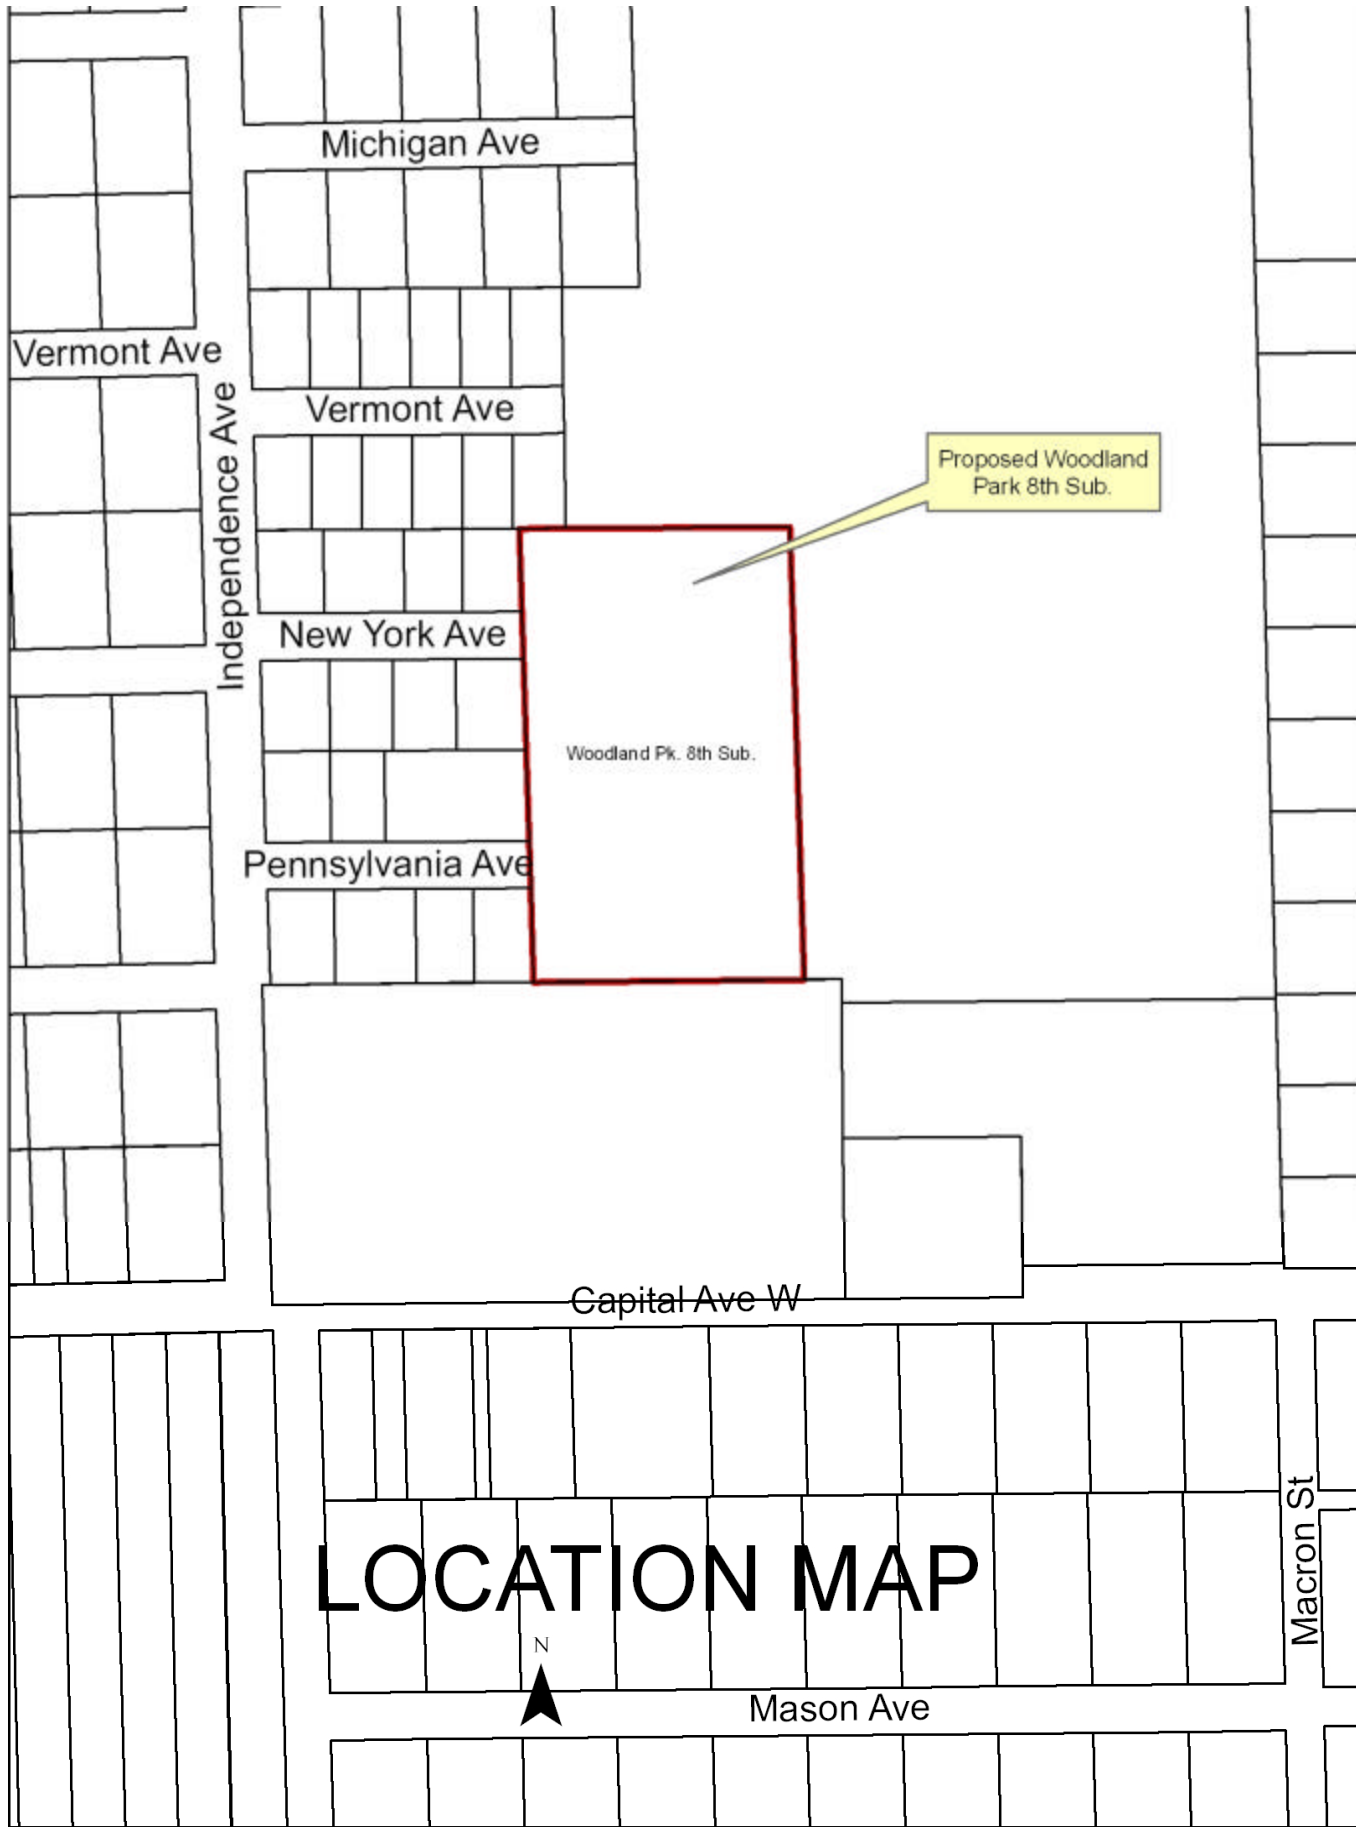 Michigan Ave
Vermont Ave
Vermont Ave
Independence Ave
Proposed Woodland
Park 8th Sub.
New York Ave
Woodland Pk. 8th Sub.
Pennsylvania Ave
Capital Ave W
Macron St
LOCATION MAP
N
Mason Ave